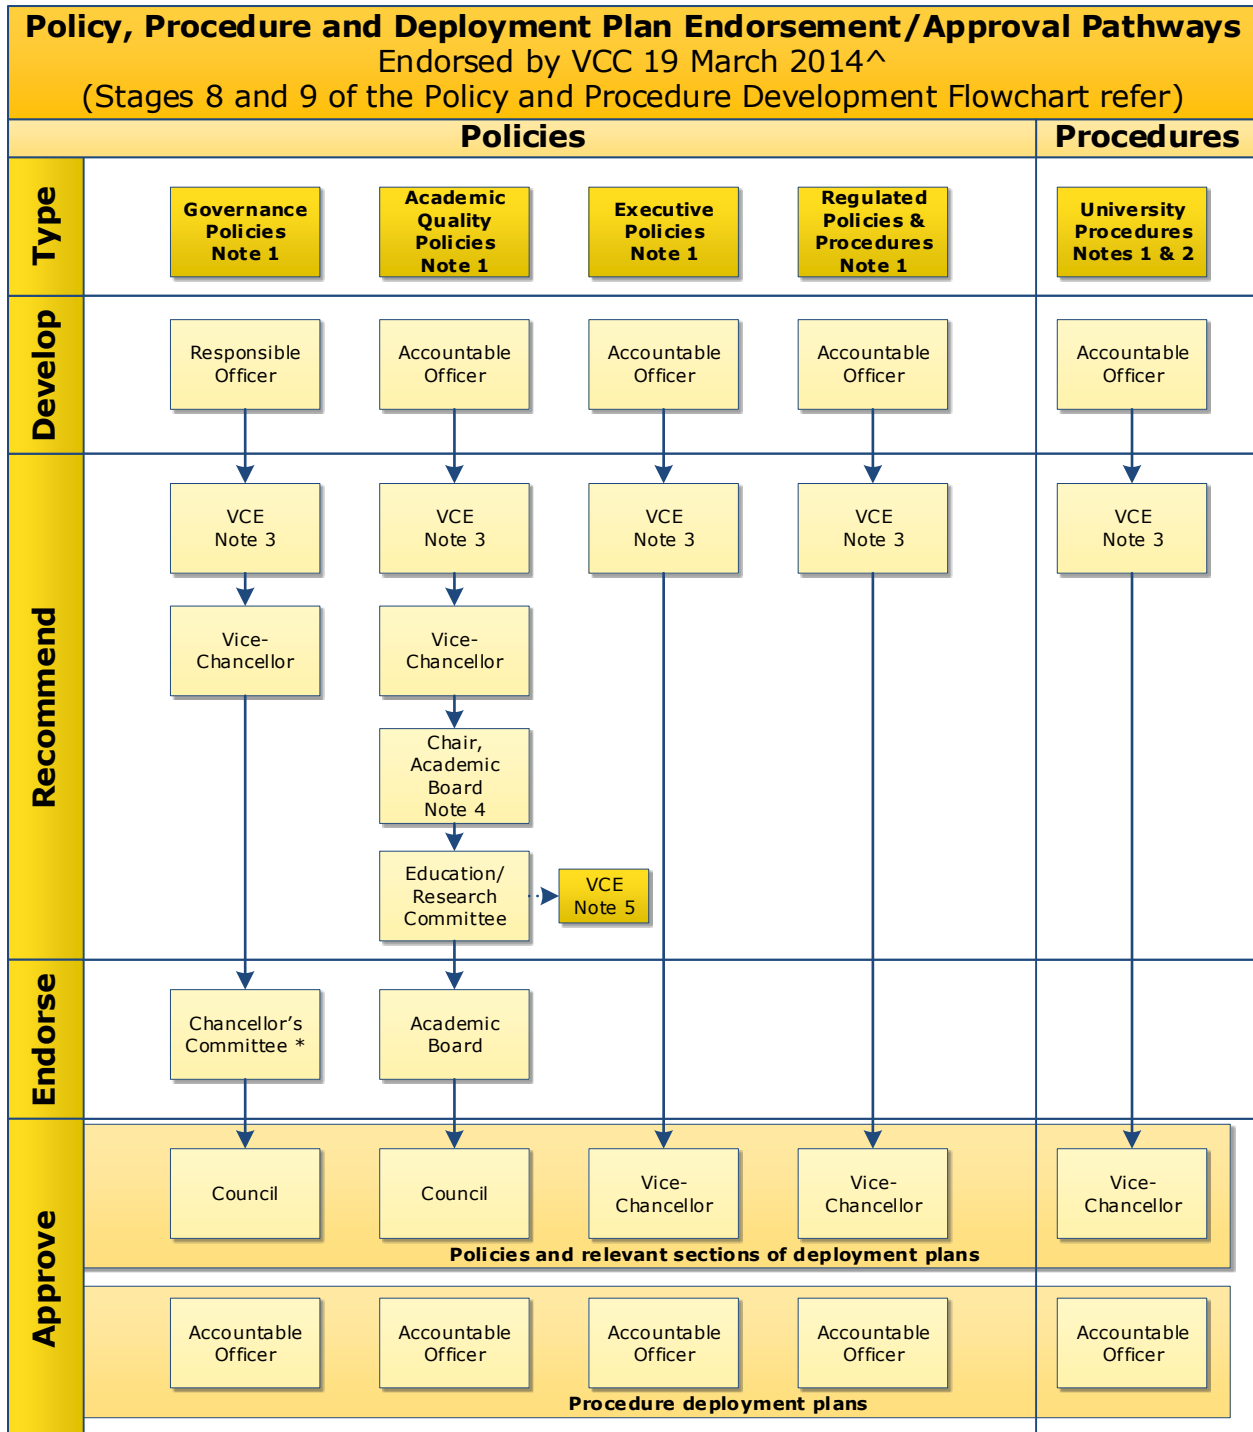 Policy, Procedure and Deployment Plan Endorsement/Approval Pathways
Endorsed by VCC 19 March 2014^
(Stages 8 and 9 of the Policy and Procedure Development Flowchart refer)
Policies
Procedures
Type
Governance
Policies
Note 1
Academic
Quality
Policies
Note 1
Executive
Policies
Note 1
Regulated
Policies &
Procedures
Note 1
University
Procedures
Notes 1 & 2
Develop
Responsible
Officer
Accountable
Officer
Accountable
Officer
Accountable
Officer
Accountable
Officer
Recommend
VCE
Note 3
VCE
Note 3
VCE
Note 3
VCE
Note 3
VCE
Note 3
Vice-
Chancellor
Vice-
Chancellor
Chair,
Academic
Board
Note 4
Education/
Research
Committee
VCE
Note 5
Endorse
Chancellor’s
Committee *
Academic
Board
Approve
Council
Council
Vice-
Chancellor
Vice-
Chancellor
Vice-
Chancellor
Policies and relevant sections of deployment plans
Accountable
Officer
Accountable
Officer
Accountable
Officer
Accountable
Officer
Accountable
Officer
Procedure deployment plans